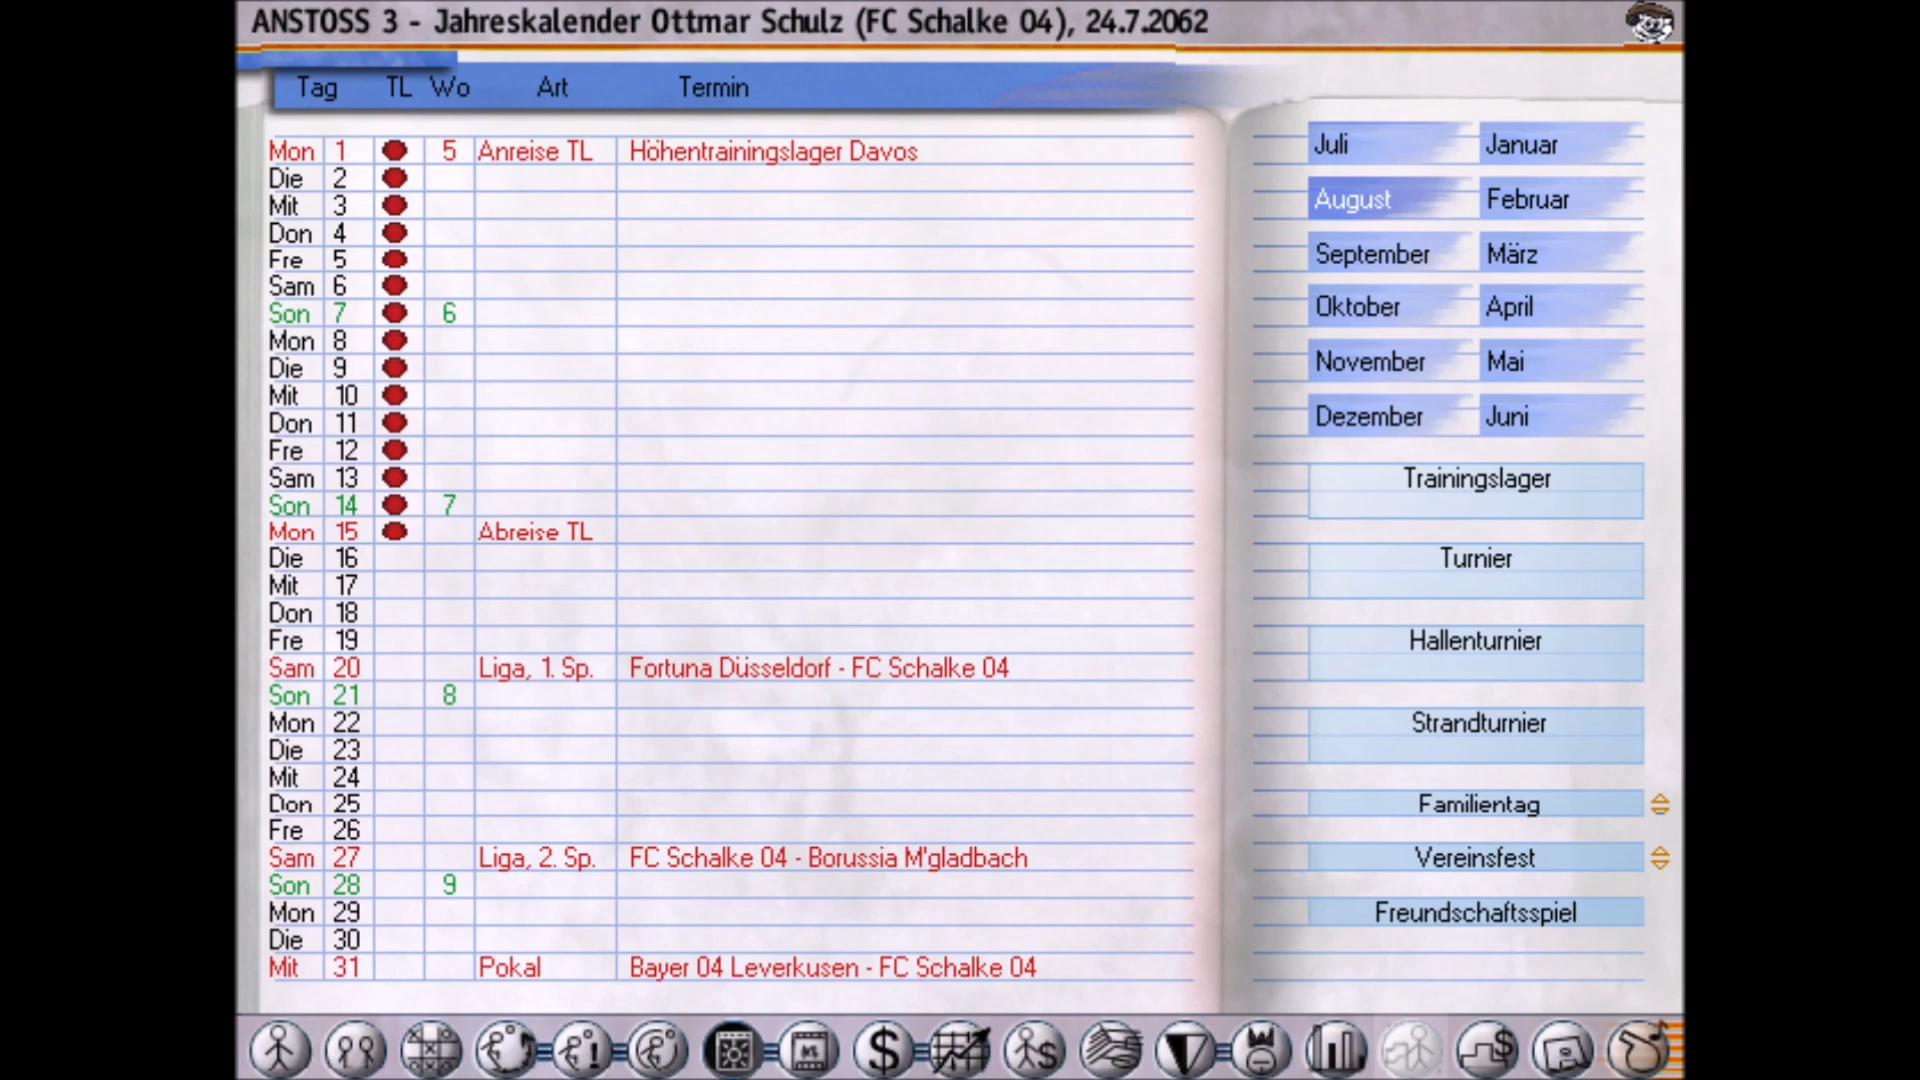 ANSTOSS 3 - Jahreskalender Ottmar Schulz (FC Schalke 04), 24.7.2062
Tag TL Wo Art Termin
Mon 1 5 Anreise TL Höhentrainingslager Davos
Die 2
Mit 3
Don 4
Fre 5
Sam 6
Son 7 6
Mon 8
Die 9
Mit 10
Don 11
Fre 12
Sam 13
Son 14 7
Mon 15 Abreise TL
Die 16
Mit 17
Don 18
Fre 19
Sam 20 Liga, 1. Sp. Fortuna Düsseldorf - FC Schalke 04
Son 21 8
Mon 22
Die 23
Mit 24
Don 25
Fre 26
Sam 27 Liga, 2. Sp. FC Schalke 04 - Borussia M'gladbach
Son 28 9
Mon 29
Die 30
Mit 31 Pokal Bayer 04 Leverkusen - FC Schalke 04
Juli Januar
August Februar
September März
Oktober April
November Mai
Dezember Juni
Trainingslager
Turnier
Hallenturnier
Strandturnier
Familientag
Vereinsfest
Freundschaftsspiel